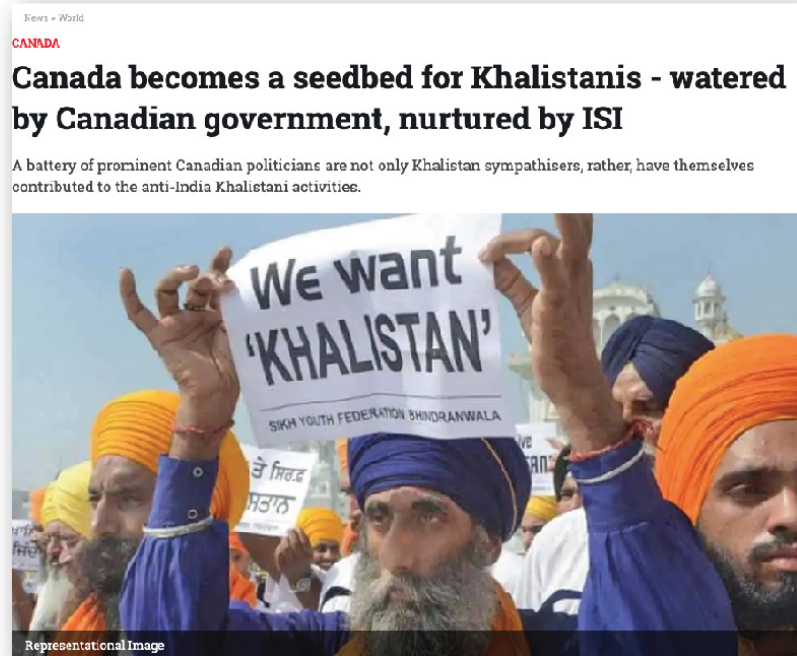 News » World
CANADA
Canada becomes a seedbed for Khalistanis - watered
by Canadian government, nurtured by ISI
A battery of prominent Canadian politicians are not only Khalistan sympathisers, rather, have themselves
contributed to the anti-India Khalistani activities.
We want
'KHALISTAN'
SIKH YOUTH FEDERATION BHINDRANWALA
ਤੇ ਸਿਰਫ਼
Representational Image